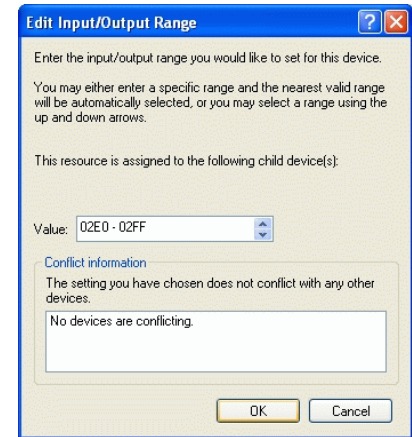 Edit Input/Output Range
Enter the input/output range you would like to set for this device.
You may either enter a specific range and the nearest valid range
will be automatically selected, or you may select a range using the
up and down arrows.
This resource is assigned to the following child device(s):
Value: 02E0 - 02FF
Conflict information
The setting you have chosen does not conflict with any other
devices.
No devices are conflicting.
OK Cancel